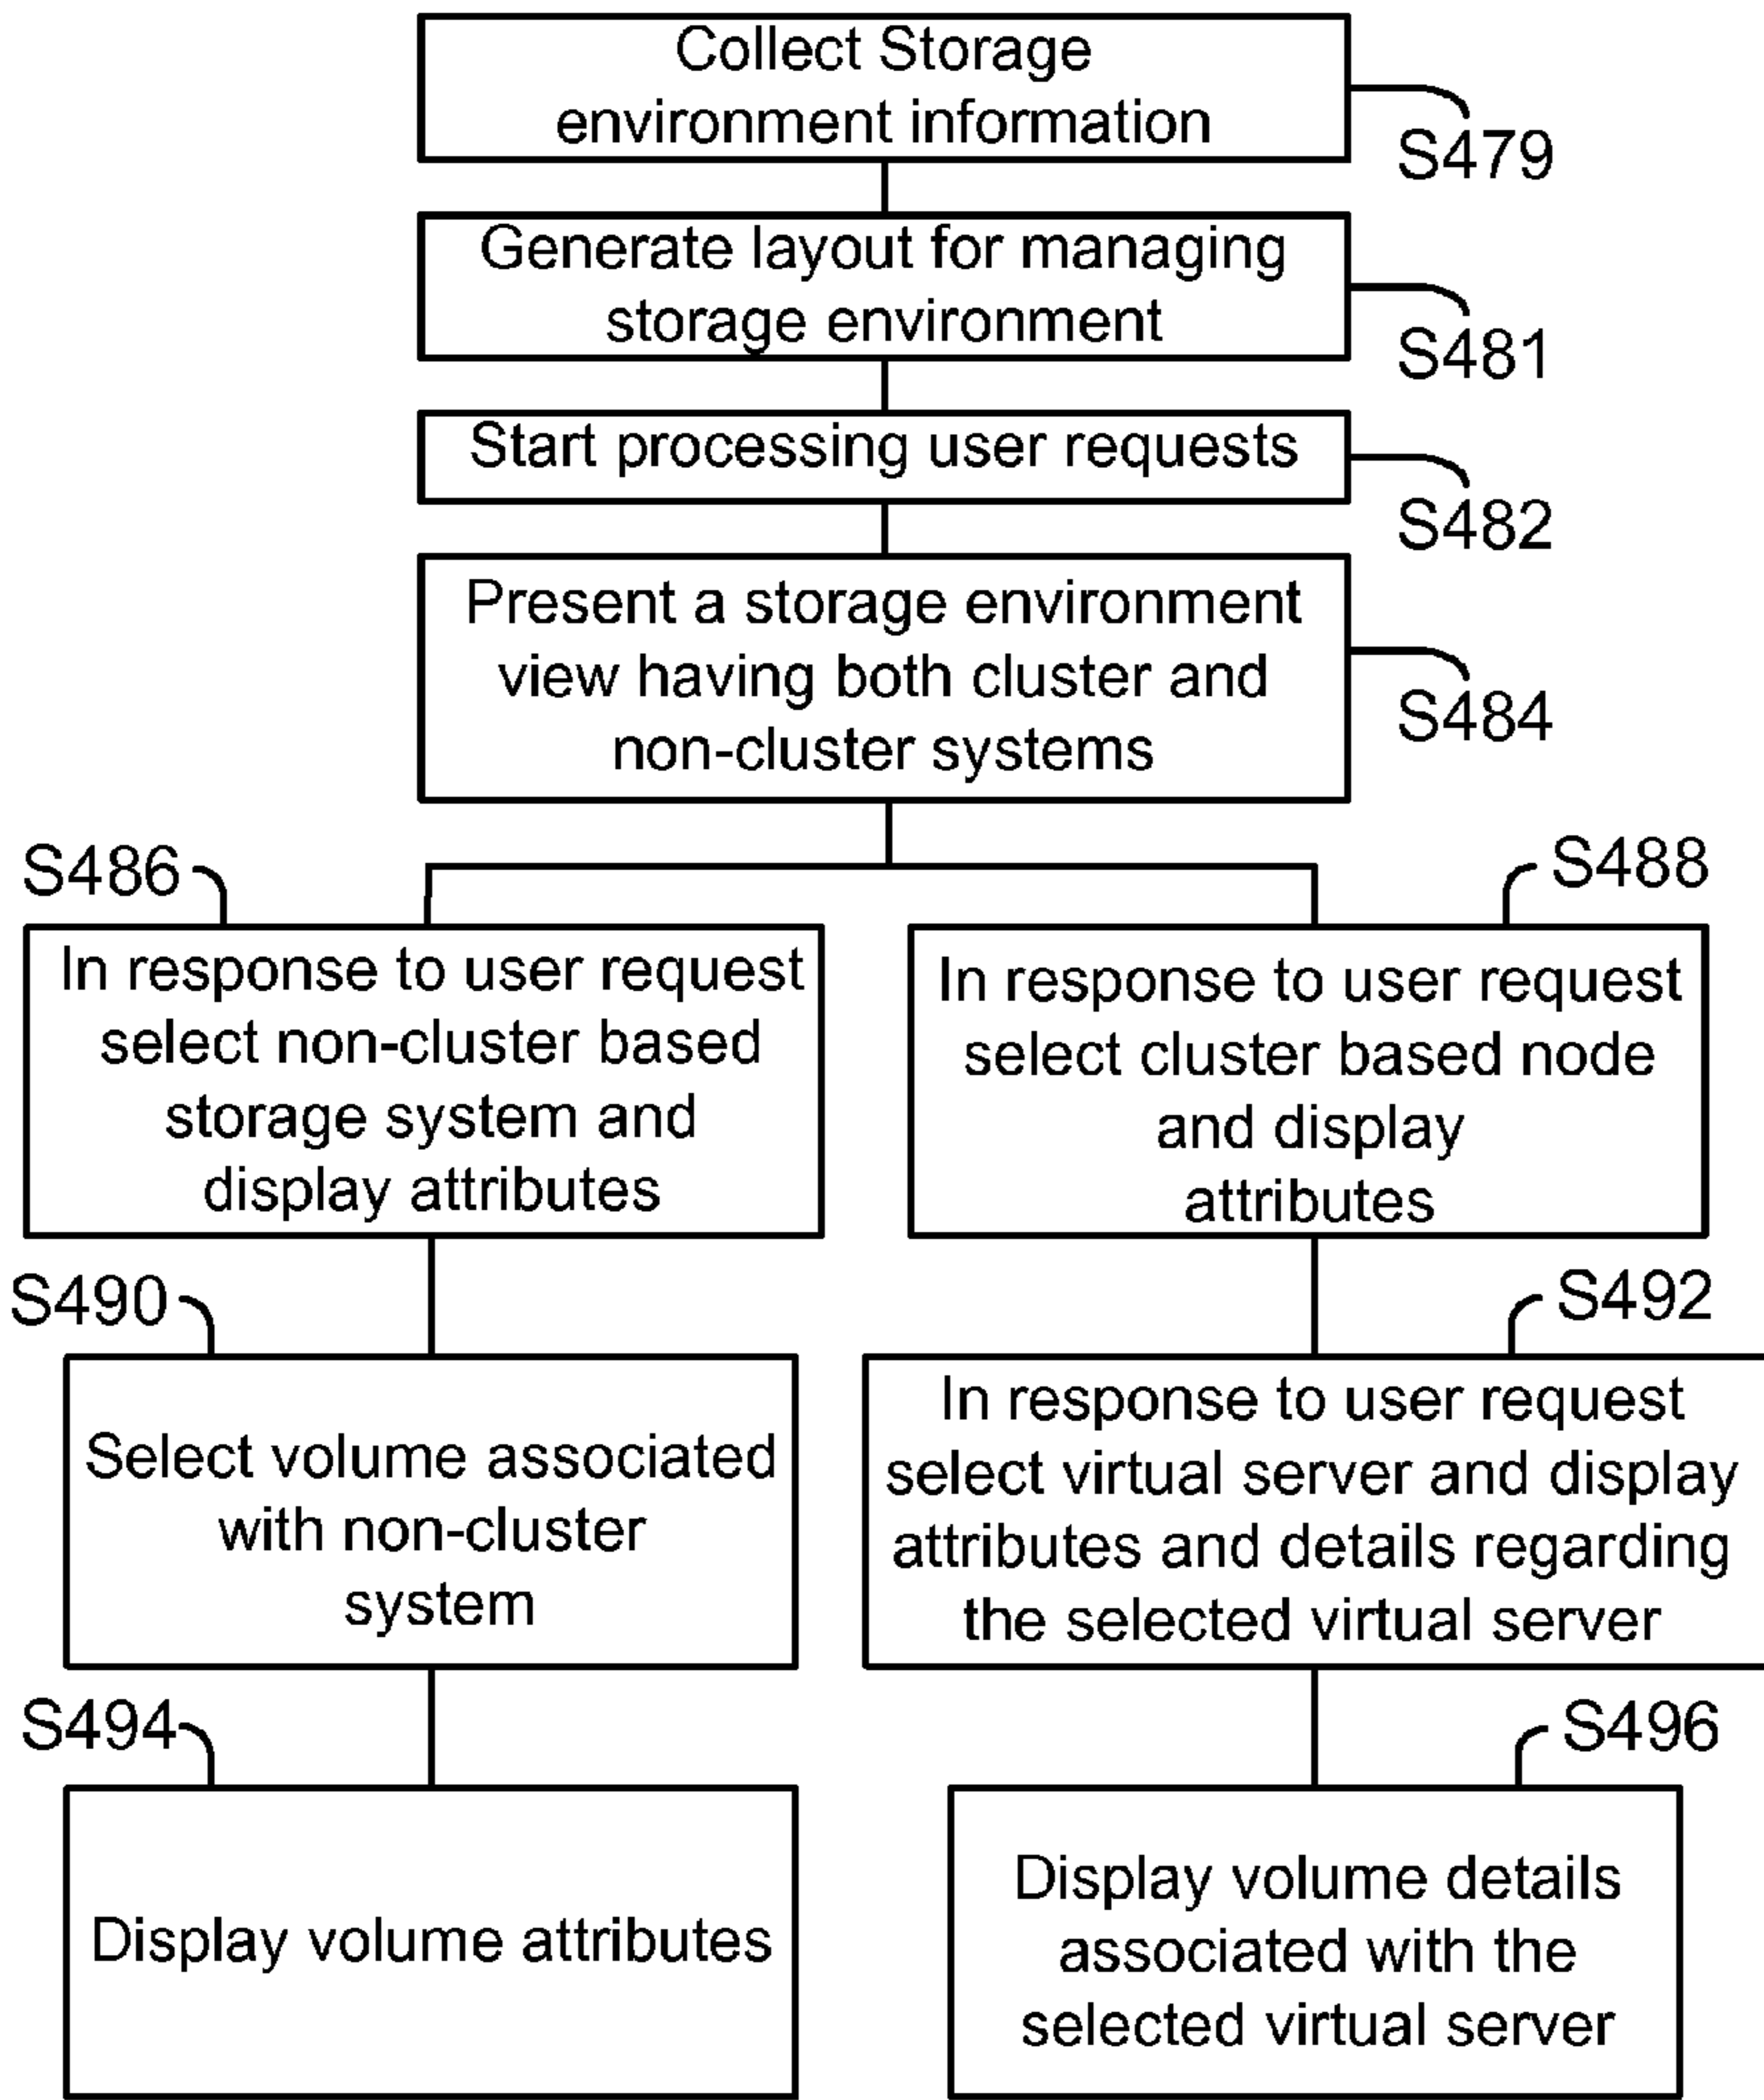 Collect Storage
environment information
S479
Generate layout for managing
storage environment
S481
Start processing user requests
S482
Present a storage environment
view having both cluster and
non-cluster systems
S484
S486
In response to user request
select non-cluster based
storage system and
display attributes
S488
In response to user request
select cluster based node
and display
attributes
S490
Select volume associated
with non-cluster
system
S492
In response to user request
select virtual server and display
attributes and details regarding
the selected virtual server
S494
Display volume attributes
S496
Display volume details
associated with the
selected virtual server